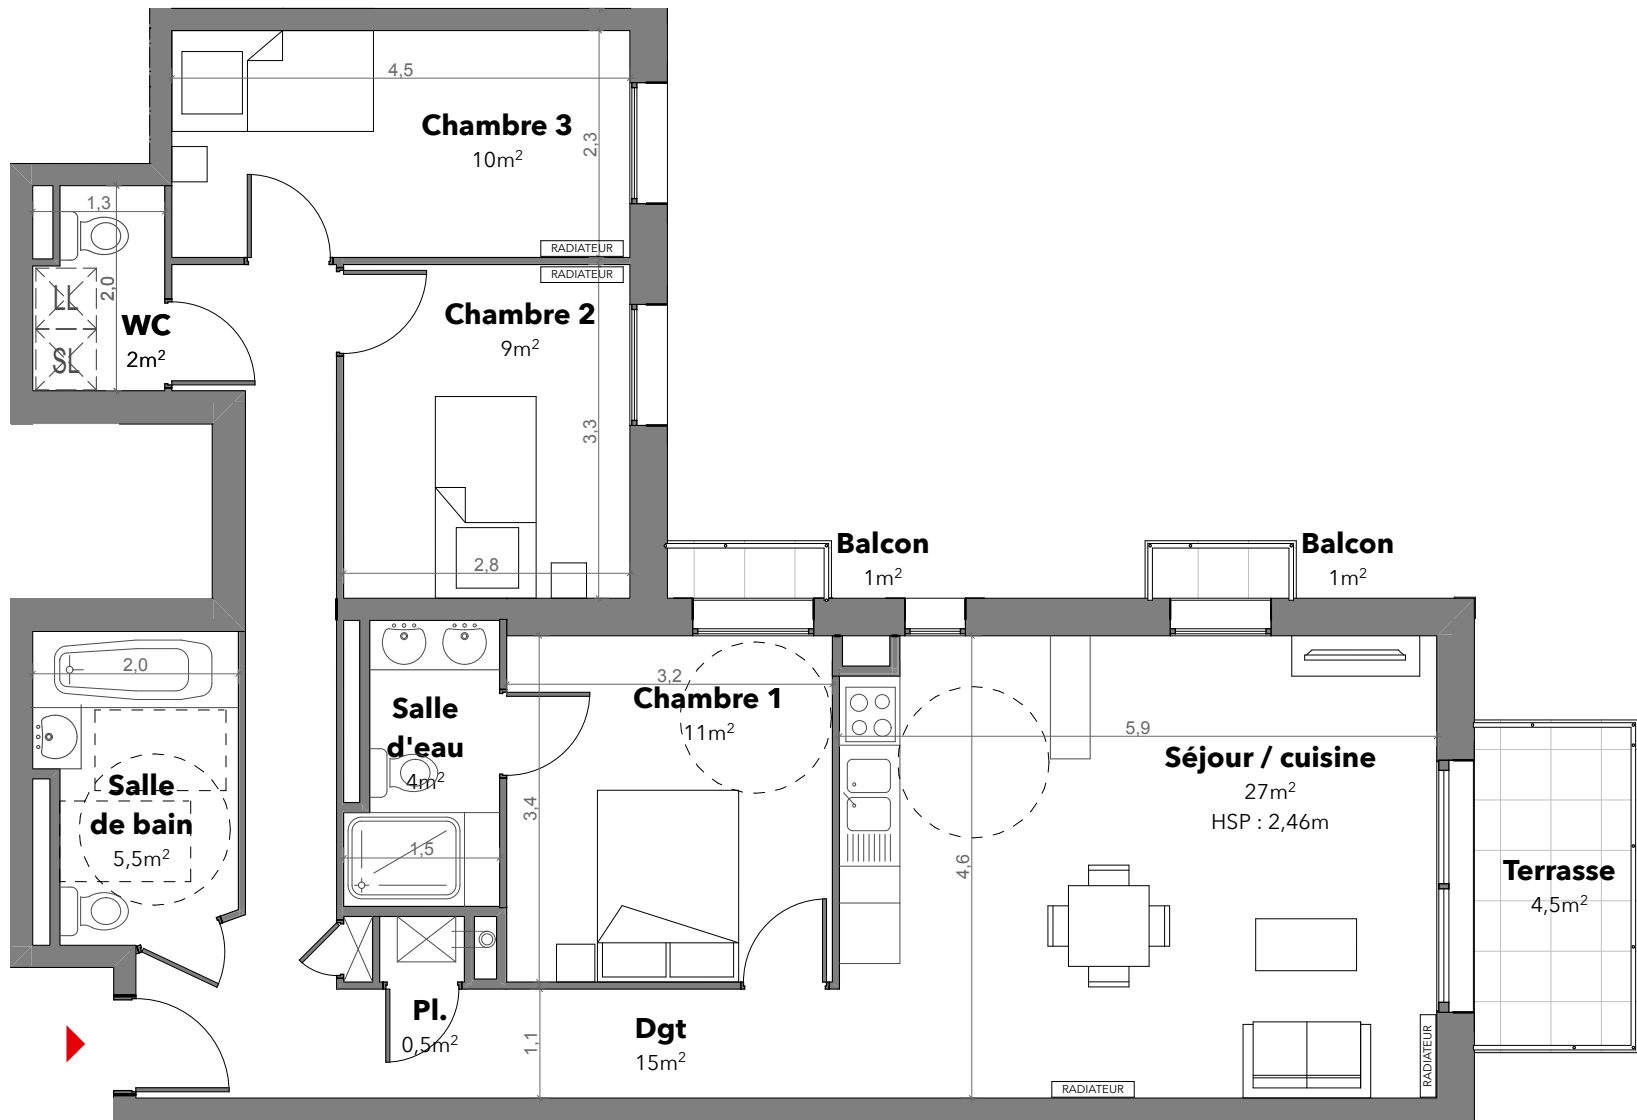 4,5
Chambre 3
10m²
2,3
RADIATEUR
1,3
2,0
LL
SL
WC
2m²
RADIATEUR
Chambre 2
9m²
3,3
2,8
Balcon
1m²
Balcon
1m²
2,0
Salle
de bain
5,5m²
Salle
d'eau
4m²
1,5
3,2
Chambre 1
11m²
3,4
5,9
Séjour / cuisine
27m²
HSP : 2,46m
4,6
Terrasse
4,5m²
Pl.
0,5m²
1,1
Dgt
15m²
RADIATEUR
RADIATEUR